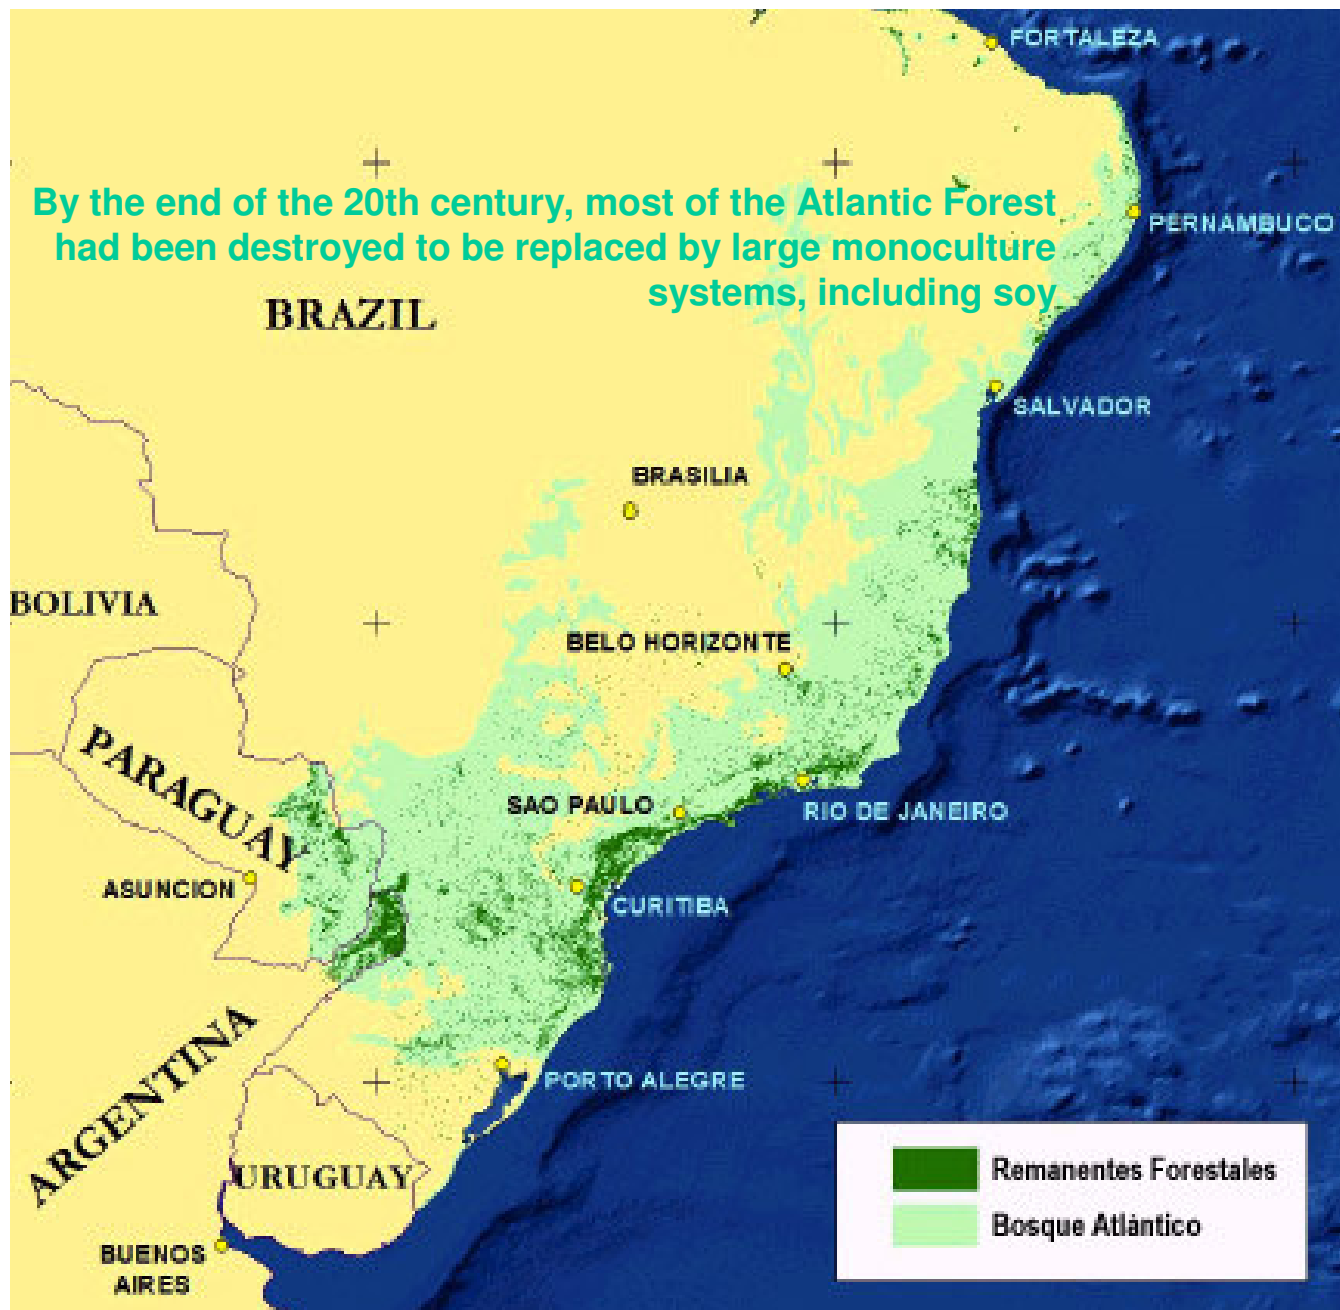 FORTALEZA
By the end of the 20th century, most of the Atlantic Forest
had been destroyed to be replaced by large monoculture
systems, including soy
PERNAMBUCO
BRAZIL
SALVADOR
BRASILIA
BOLIVIA
BELO HORIZONTE
PARAGUAY
SAO PAULO
RIO DE JANEIRO
ASUNCION
CURITIBA
ARGENTINA
PORTO ALEGRE
URUGUAY
Remanentes Forestales
Bosque Atlántico
BUENOS
AIRES